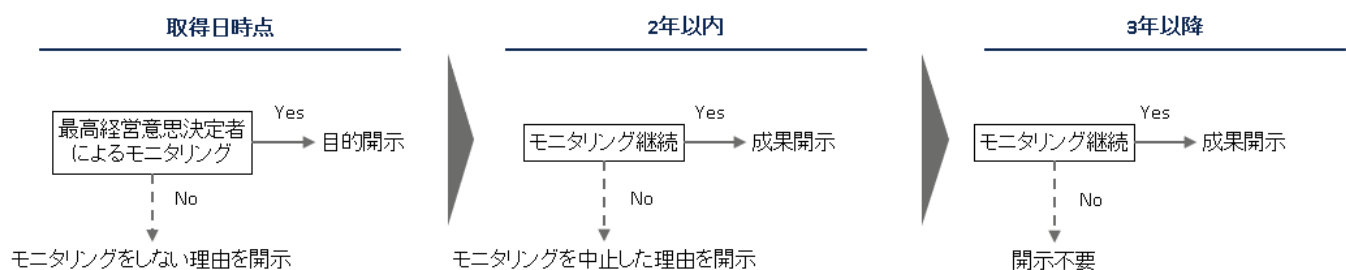 取得日時点
最高経営意思決定者
によるモニタリング
Yes
目的開示
No
モニタリングをしない理由を開示
2年以内
モニタリング継続
Yes
成果開示
No
モニタリングを中止した理由を開示
3年以降
モニタリング継続
Yes
成果開示
No
開示不要